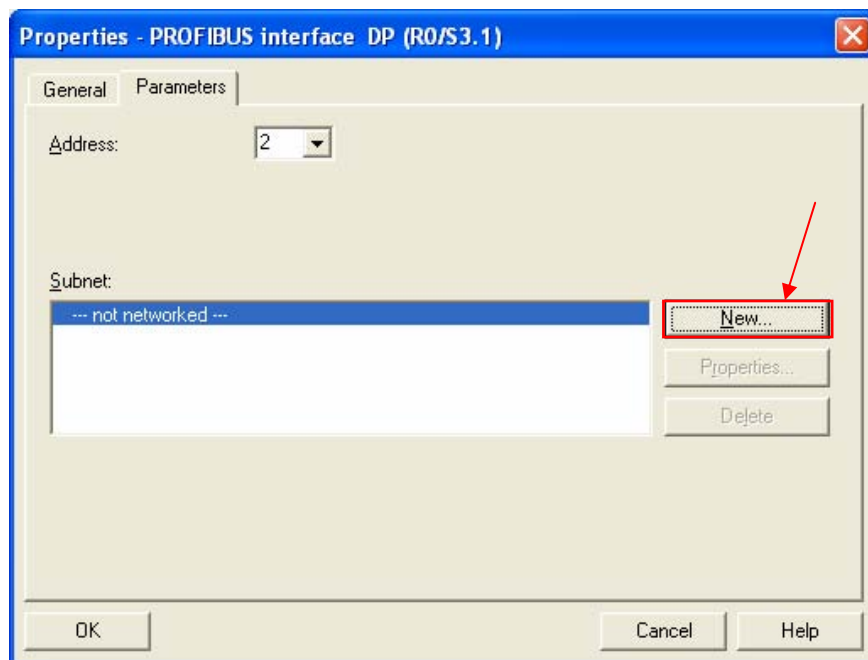 Properties - PROFIBUS interface DP (R0/S3.1)
General Parameters
Address: 2
Subnet:
--- not networked ---
New...
Properties...
Delete
OK Cancel Help